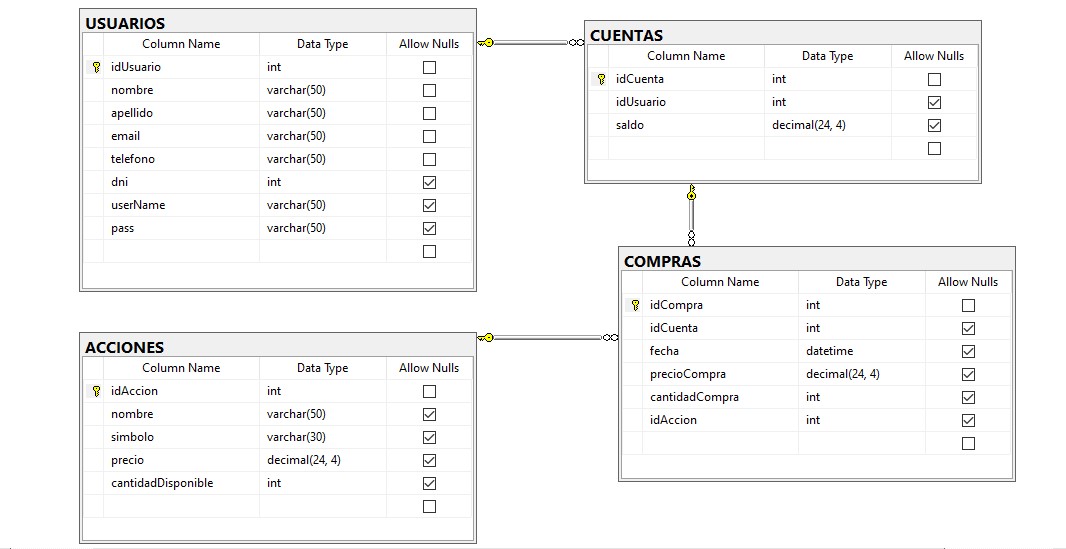 USUARIOS
Column Name Data Type Allow Nulls
idUsuario int
nombre varchar(50)
apellido varchar(50)
email varchar(50)
telefono varchar(50)
dni int
userName varchar(50)
pass varchar(50)
CUENTAS
Column Name Data Type Allow Nulls
idCuenta int
idUsuario int
saldo decimal(24, 4)
ACCIONES
Column Name Data Type Allow Nulls
idAccion int
nombre varchar(50)
simbolo varchar(30)
precio decimal(24, 4)
cantidadDisponible int
COMPRAS
Column Name Data Type Allow Nulls
idCompra int
idCuenta int
fecha datetime
precioCompra decimal(24, 4)
cantidadCompra int
idAccion int